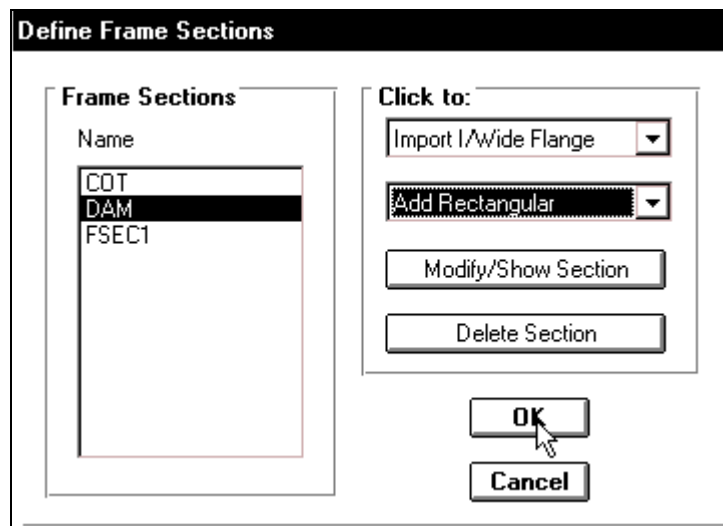 Define Frame Sections
Frame Sections
Name
COT
DAM
FSEC1
Click to:
Import I/Wide Flange
Add Rectangular
Modify/Show Section
Delete Section
OK
Cancel